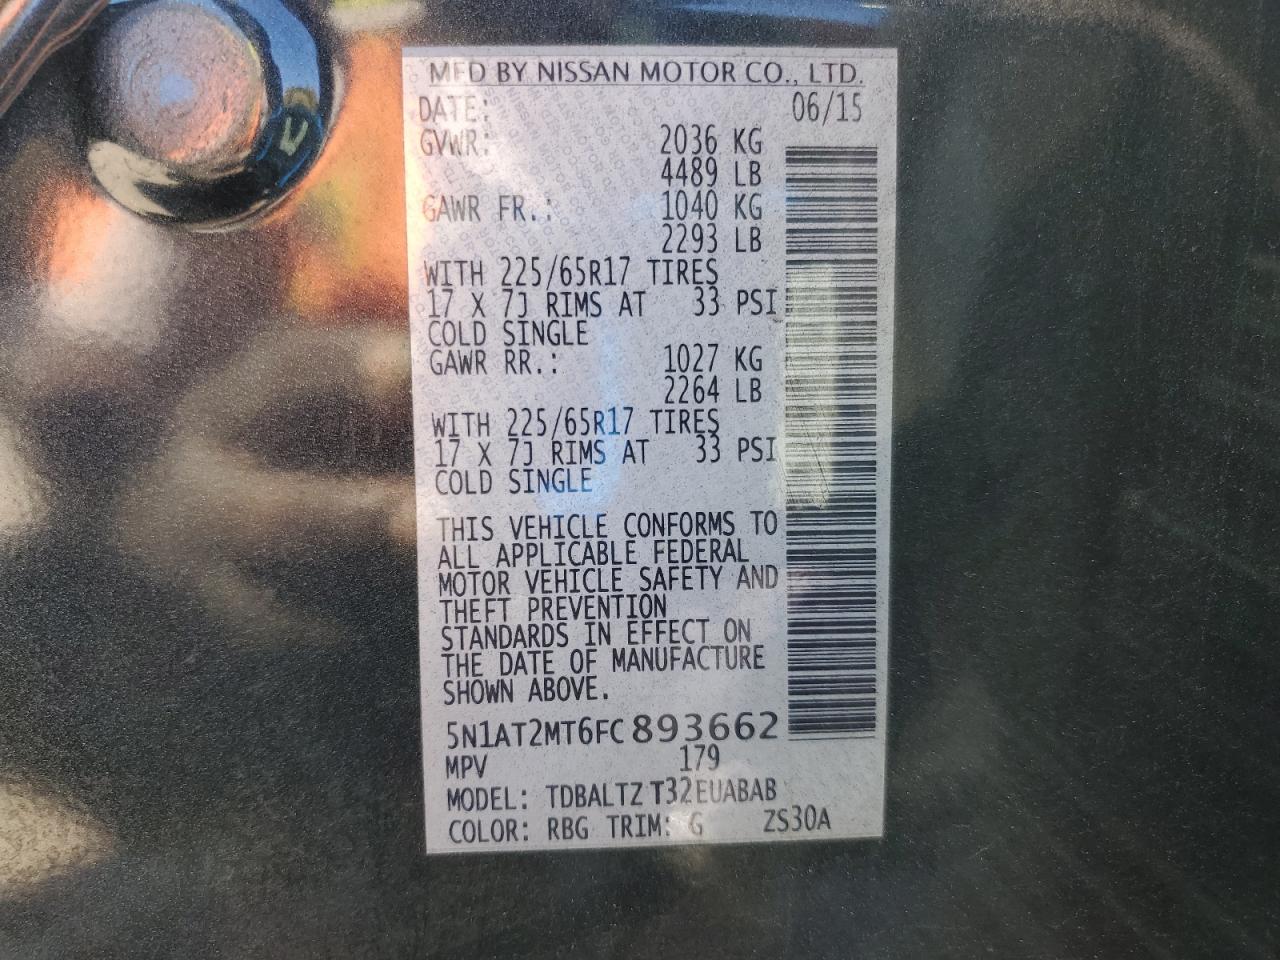 MFD BY NISSAN MOTOR CO., LTD.
DATE: 06/15
GVWR: 2036 KG
4489 LB
GAWR FR.: 1040 KG
2293 LB
WITH 225/65R17 TIRES
17 X 7J RIMS AT 33 PSI
COLD SINGLE
GAWR RR.: 1027 KG
2264 LB
WITH 225/65R17 TIRES
17 X 7J RIMS AT 33 PSI
COLD SINGLE
THIS VEHICLE CONFORMS TO
ALL APPLICABLE FEDERAL
MOTOR VEHICLE SAFETY AND
THEFT PREVENTION
STANDARDS IN EFFECT ON
THE DATE OF MANUFACTURE
SHOWN ABOVE.
5N1AT2MT6FC893662
MPV 179
MODEL: TDBALTZ T32EUABAB
COLOR: RBG TRIM: G ZS30A